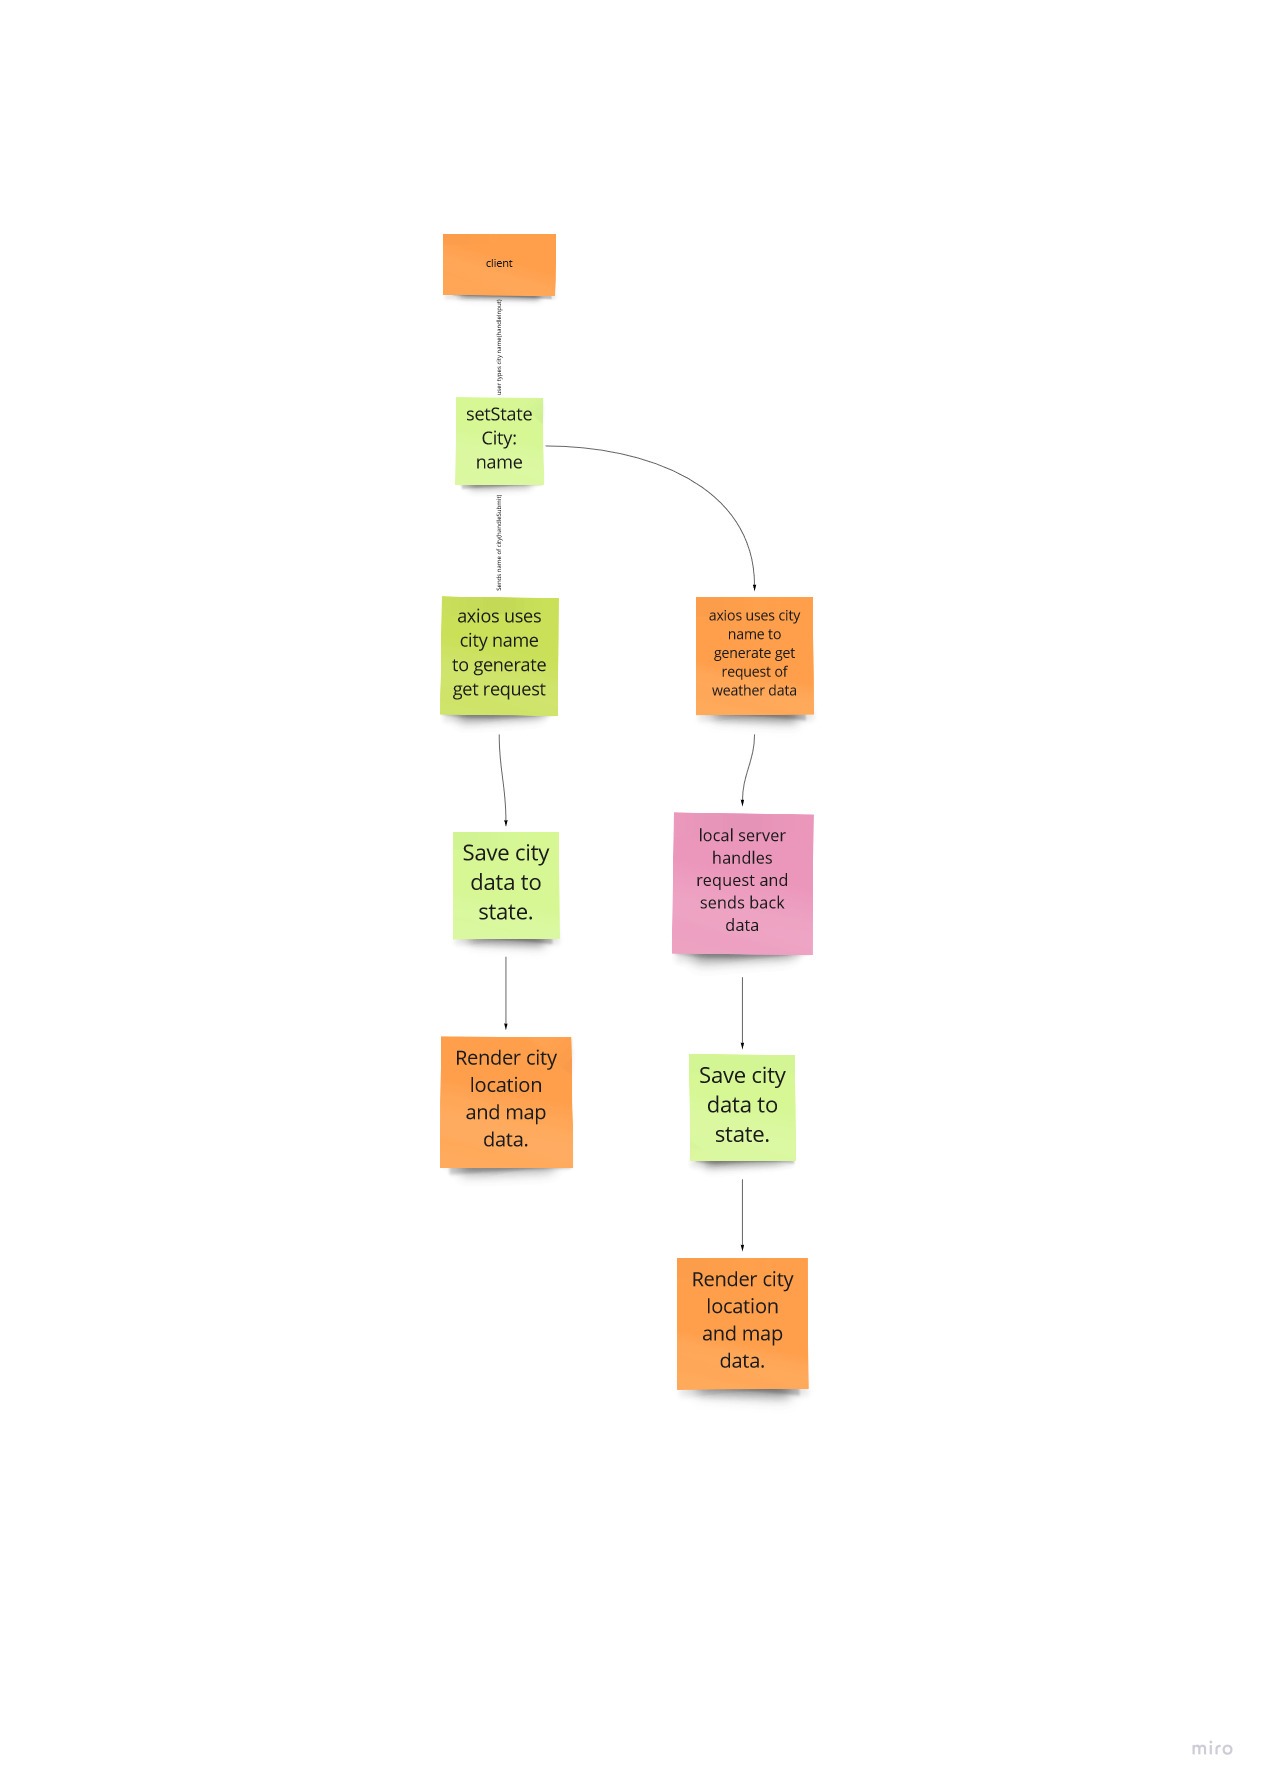 client
user types city name(handleInput)
setState
City:
name
Sends name of city(handleSubmit)
axios uses
city name
to generate
get request
Save city
data to
state.
Render city
location
and map
data.
axios uses city
name to
generate get
request of
weather data
local server
handles
request and
sends back
data
Save city
data to
state.
Render city
location
and map
data.
miro